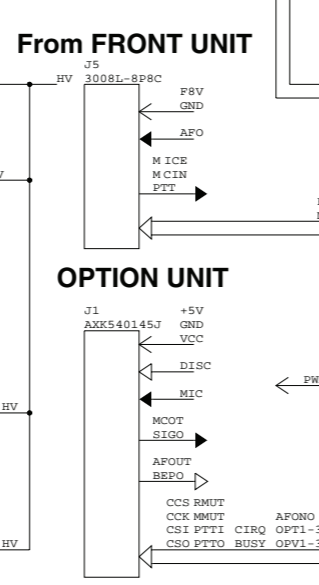 From FRONT UNIT
J5
HV 3008L-8P8C
F8V
GND
AFO
MICE
MCIN
PTT
OPTION UNIT
J1 +5V
AXK540145J GND
VCC
DISC
PW
MIC
HV
MCOT
SIGO
AFOUT
BEPO
CCS RMUT
CCK MMUT AFONO
CSI PTTI CIRQ OPT1-3
HV CSO PTTO BUSY OPV1-3